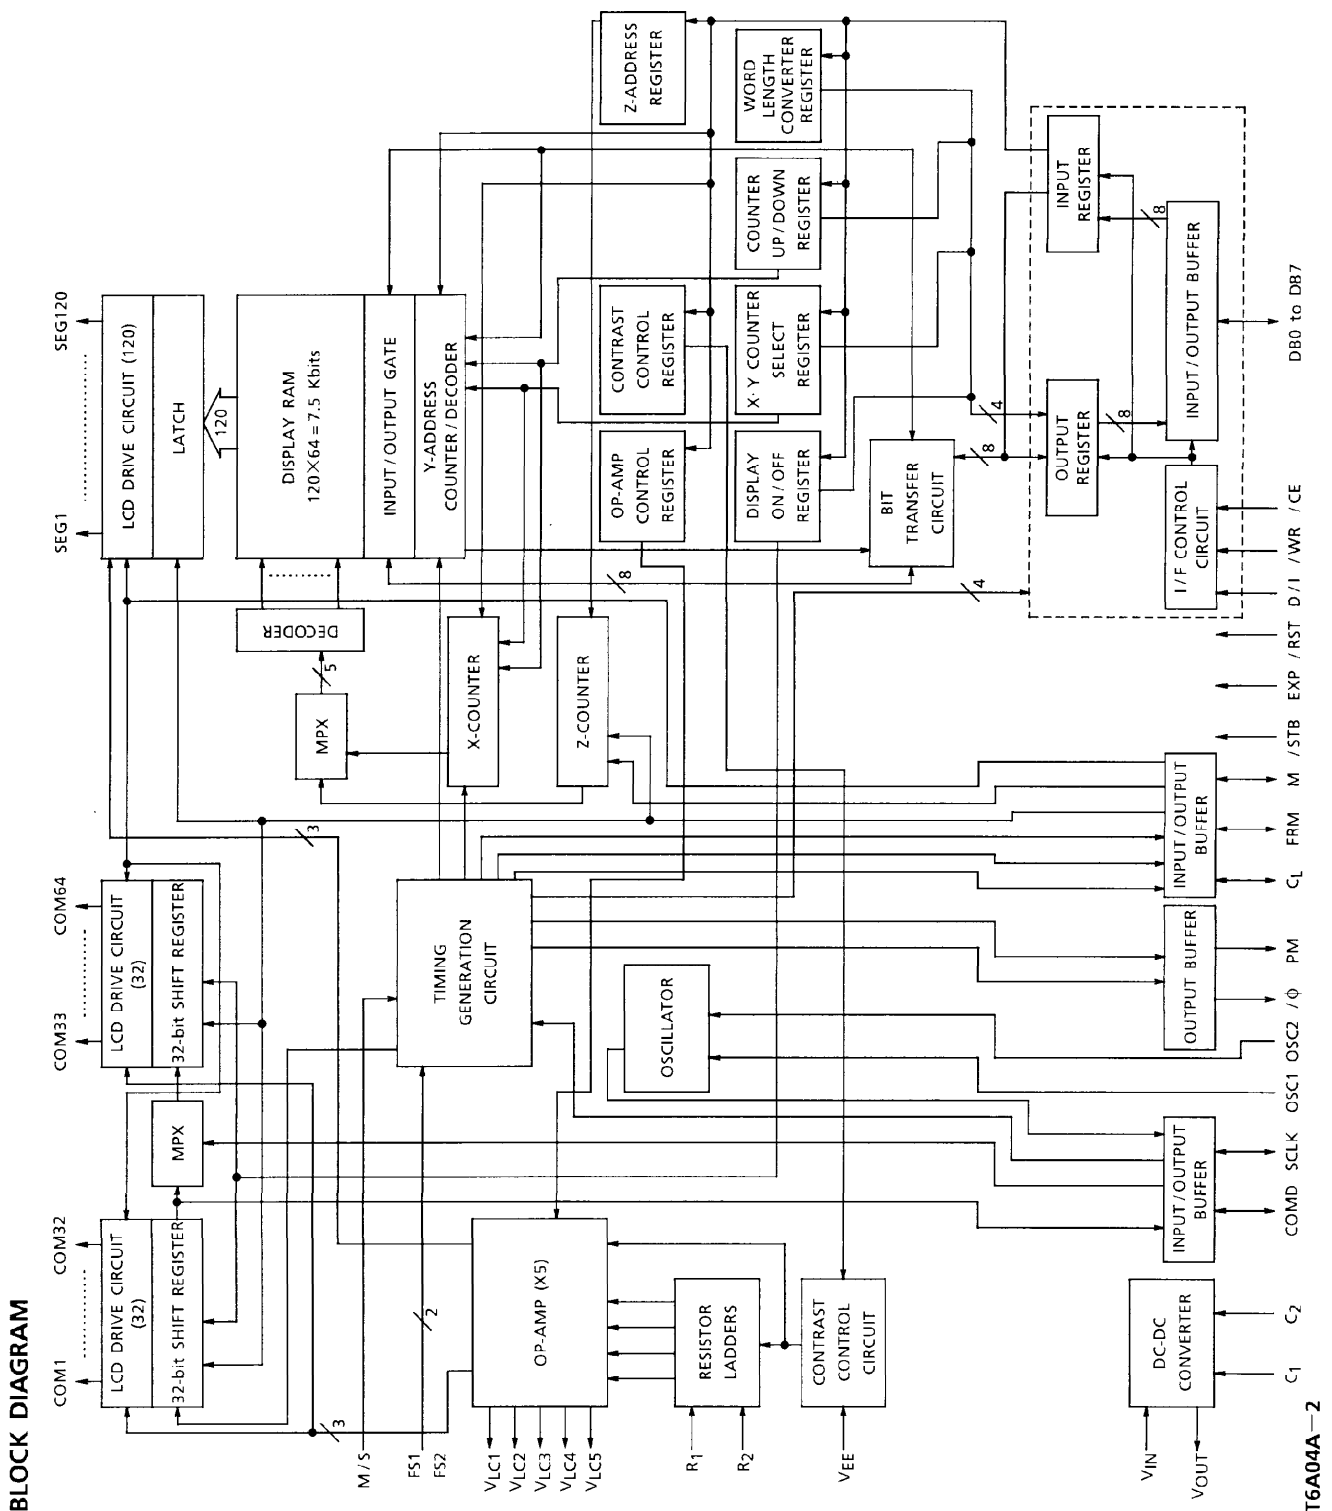 BLOCK DIAGRAM
COM1
COM32
COM33
COM64
SEG1
SEG120
LCD DRIVE CIRCUIT
(32)
32-bit SHIFT REGISTER
MPX
LCD DRIVE CIRCUIT
(32)
32-bit SHIFT REGISTER
LCD DRIVE CIRCUIT (120)
LATCH
120
DISPLAY RAM
120×64 = 7.5 Kbits
INPUT / OUTPUT GATE
Y-ADDRESS
COUNTER / DECODER
DECODER
5
MPX
3
3
M / S
FS1
FS2
2
TIMING
GENERATION
CIRCUIT
X-COUNTER
Z-COUNTER
8
Z-ADDRESS
REGISTER
OP-AMP
CONTROL
REGISTER
CONTRAST
CONTROL
REGISTER
DISPLAY
ON / OFF
REGISTER
X·Y COUNTER
SELECT
REGISTER
COUNTER
UP / DOWN
REGISTER
WORD
LENGTH
CONVERTER
REGISTER
BIT
TRANSFER
CIRCUIT
8
4
4
OP-AMP (X5)
VLC1
VLC2
VLC3
VLC4
VLC5
RESISTOR
LADDERS
R1
R2
CONTRAST
CONTROL
CIRCUIT
VEE
OSCILLATOR
DC-DC
CONVERTER
VIN
VOUT
C1
C2
INPUT / OUTPUT
BUFFER
COMD
SCLK
OSC1
OSC2
OUTPUT BUFFER
/ϕ
PM
INPUT / OUTPUT
BUFFER
CL
FRM
M
/STB
EXP
/RST
I / F CONTROL
CIRCUIT
D / I
/WR
/CE
OUTPUT
REGISTER
8
INPUT / OUTPUT BUFFER
8
INPUT
REGISTER
DB0 to DB7
T6A04A－2